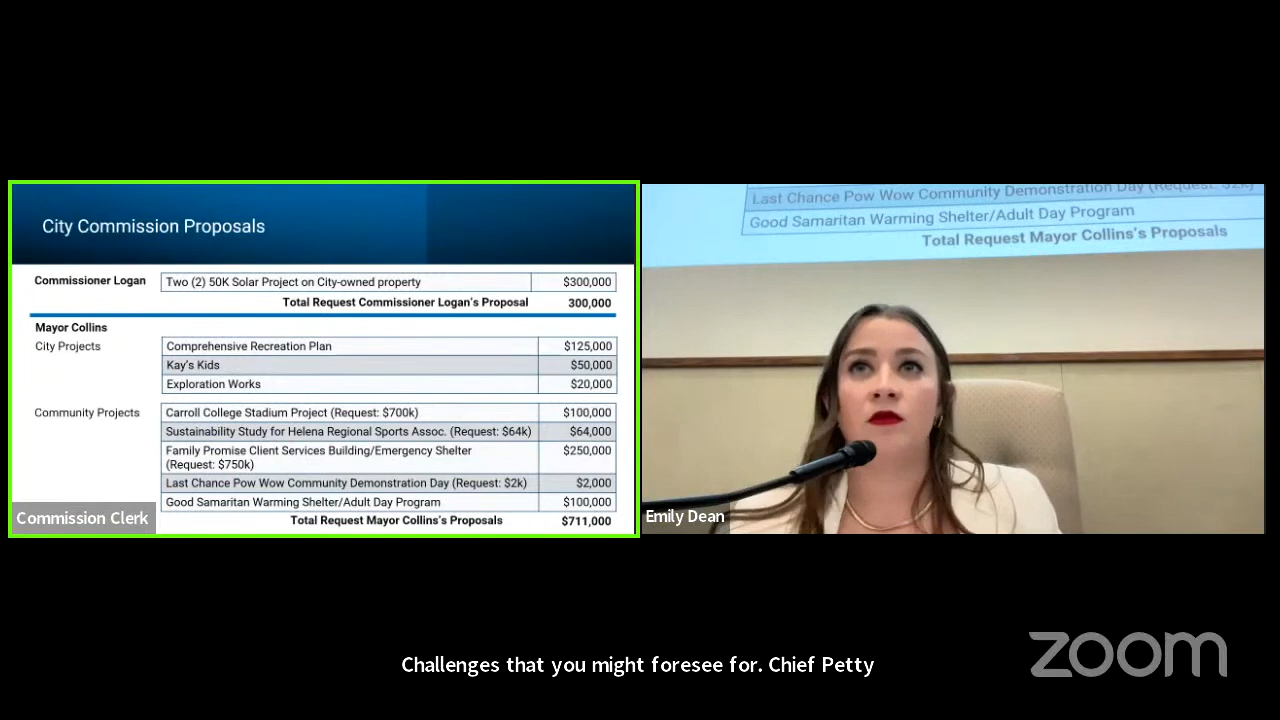 City Commission Proposals
Commissioner Logan
Two (2) 50K Solar Project on City-owned property $300,000
Total Request Commissioner Logan's Proposal 300,000
Mayor Collins
City Projects
Comprehensive Recreation Plan $125,000
Kay's Kids $50,000
Exploration Works $20,000
Community Projects
Carroll College Stadium Project (Request: $700k) $100,000
Sustainability Study for Helena Regional Sports Assoc. (Request: $64k) $64,000
Family Promise Client Services Building/Emergency Shelter $250,000
(Request: $750k)
Last Chance Pow Wow Community Demonstration Day (Request: $2k) $2,000
Good Samaritan Warming Shelter/Adult Day Program $100,000
Total Request Mayor Collins's Proposals $711,000
Commission Clerk
Last Chance Pow Wow Community Demonstration Day (Request: $2k)
Good Samaritan Warming Shelter/Adult Day Program
Total Request Mayor Collins's Proposals
Emily Dean
Challenges that you might foresee for. Chief Petty
zoom